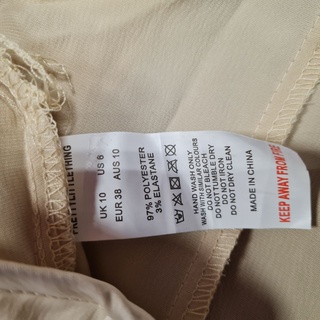 PRETTYLITTLETHING
UK 10 US 6
EUR 38 AUS 10
97% POLYESTER
3% ELASTANE
HAND WASH ONLY
WASH WITH SIMILAR COLOURS
DO NOT BLEACH
DO NOT TUMBLE DRY
DO NOT IRON
DO NOT DRY CLEAN
MADE IN CHINA
KEEP AWAY FROM FIRE